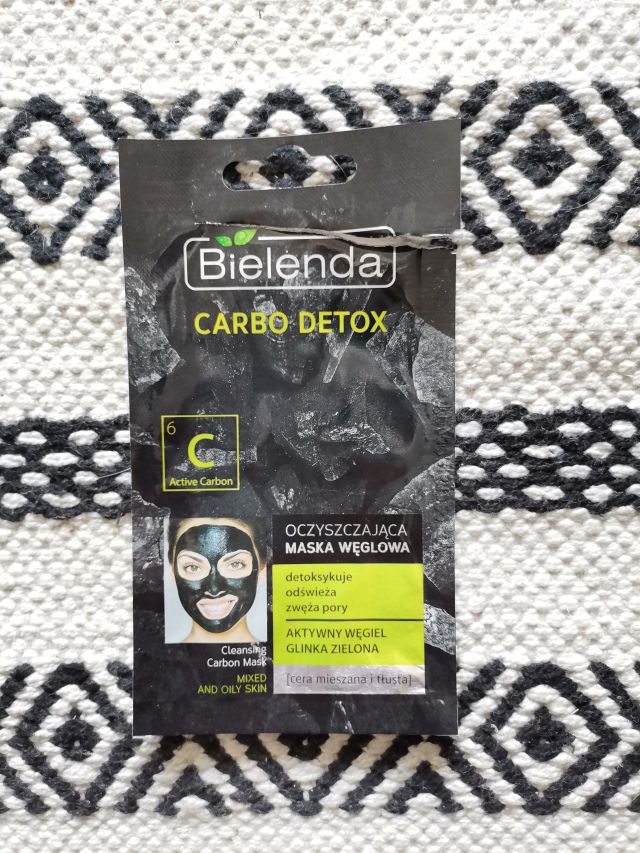 Bielenda
CARBO DETOX
6
C
Active Carbon
OCZYSZCZAJĄCA
MASKA WĘGLOWA
detoksykuje
odświeża
zwęża pory
AKTYWNY WĘGIEL
GLINKA ZIELONA
[cera mieszana i tłusta]
Cleansing
Carbon Mask
MIXED
AND OILY SKIN